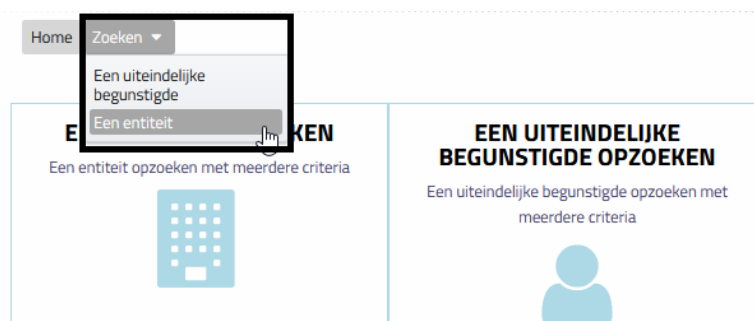 Home Zoeken
Een uiteindelijke
begunstigde
Een entiteit
E KEN
Een entiteit opzoeken met meerdere criteria
EEN UITEINDELIJKE
BEGUNSTIGDE OPZOEKEN
Een uiteindelijke begunstigde opzoeken met
meerdere criteria